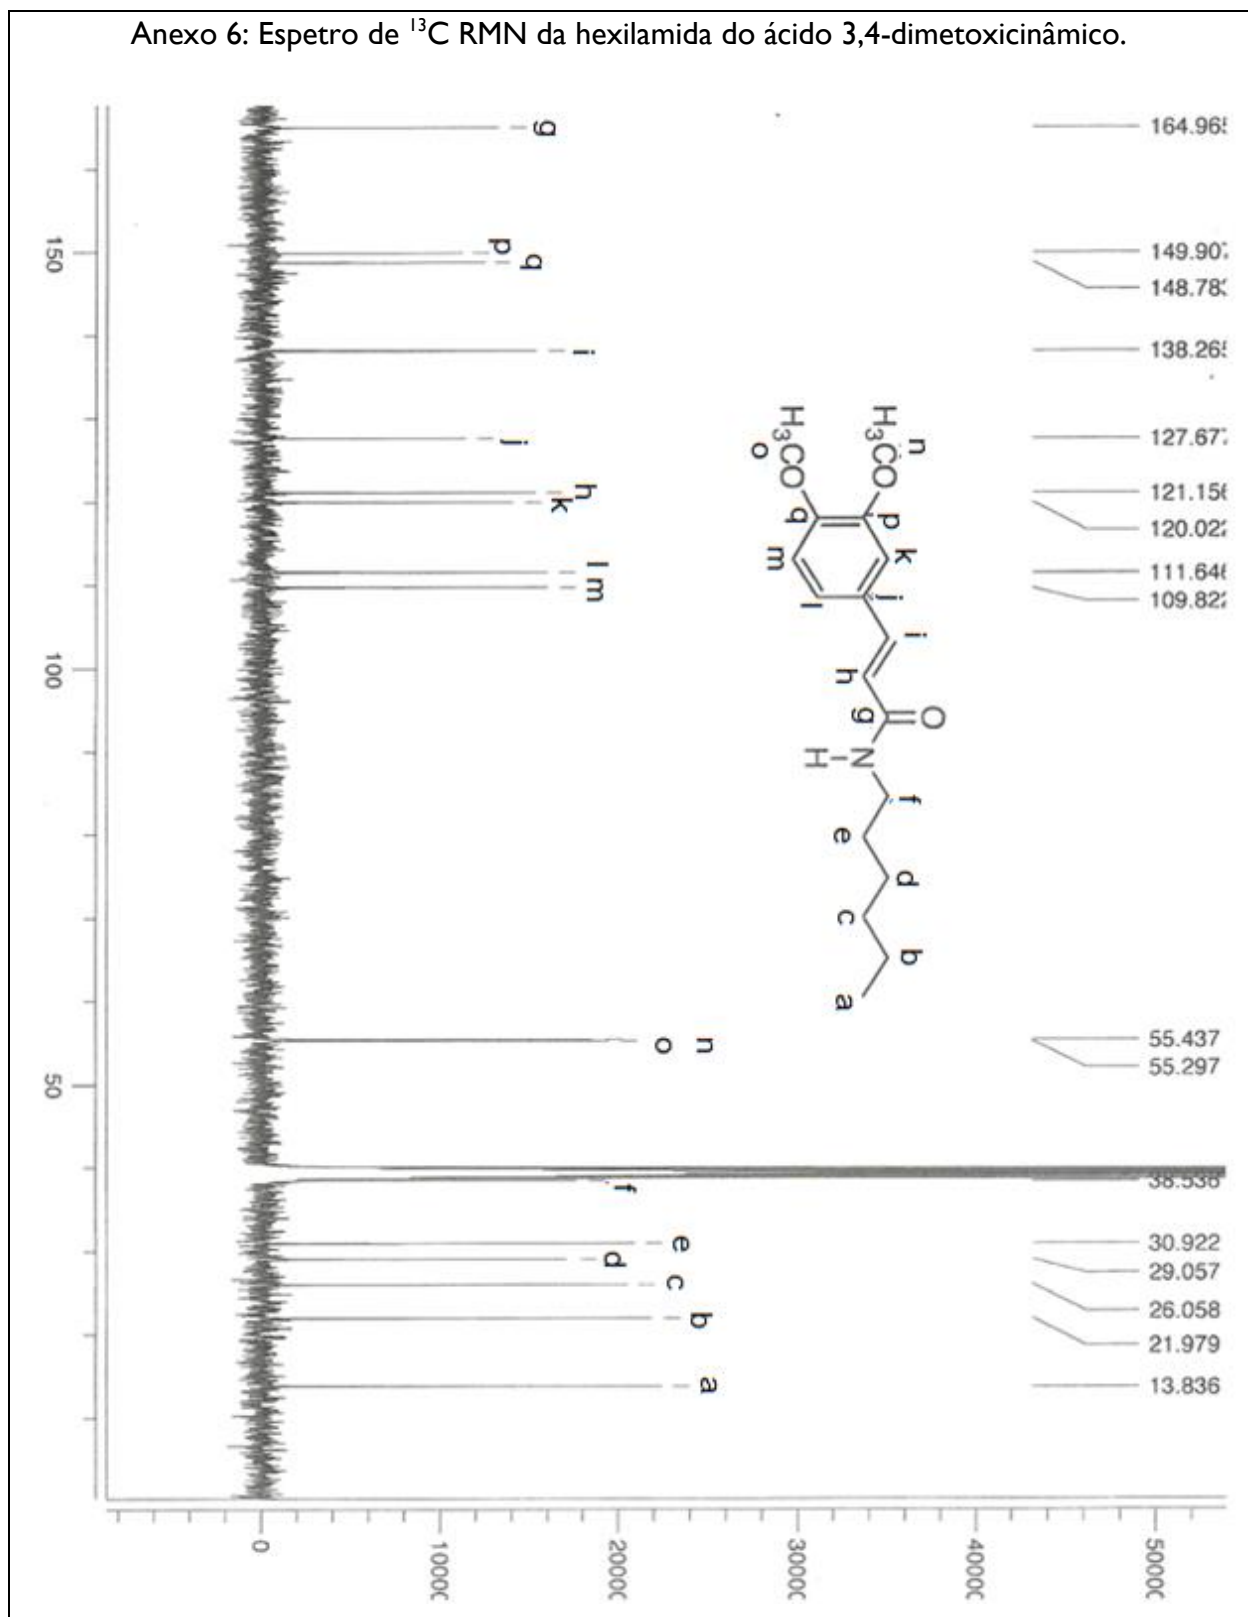 Anexo 6: Espetro de ¹³C RMN da hexilamida do ácido 3,4-dimetoxicinâmico.
164.965
149.907
148.783
138.265
127.677
121.156
120.022
111.646
109.822
55.437
55.297
38.536
30.922
29.057
26.058
21.979
13.836
g
p
q
i
j
h
k
l
m
n
o
f
e
d
c
b
a
H₃CO
n
H₃CO
o
p
q
k
m
j
l
i
h
g
O
N
H
f
e
d
c
b
a
150
100
50
0
10000
20000
30000
40000
50000